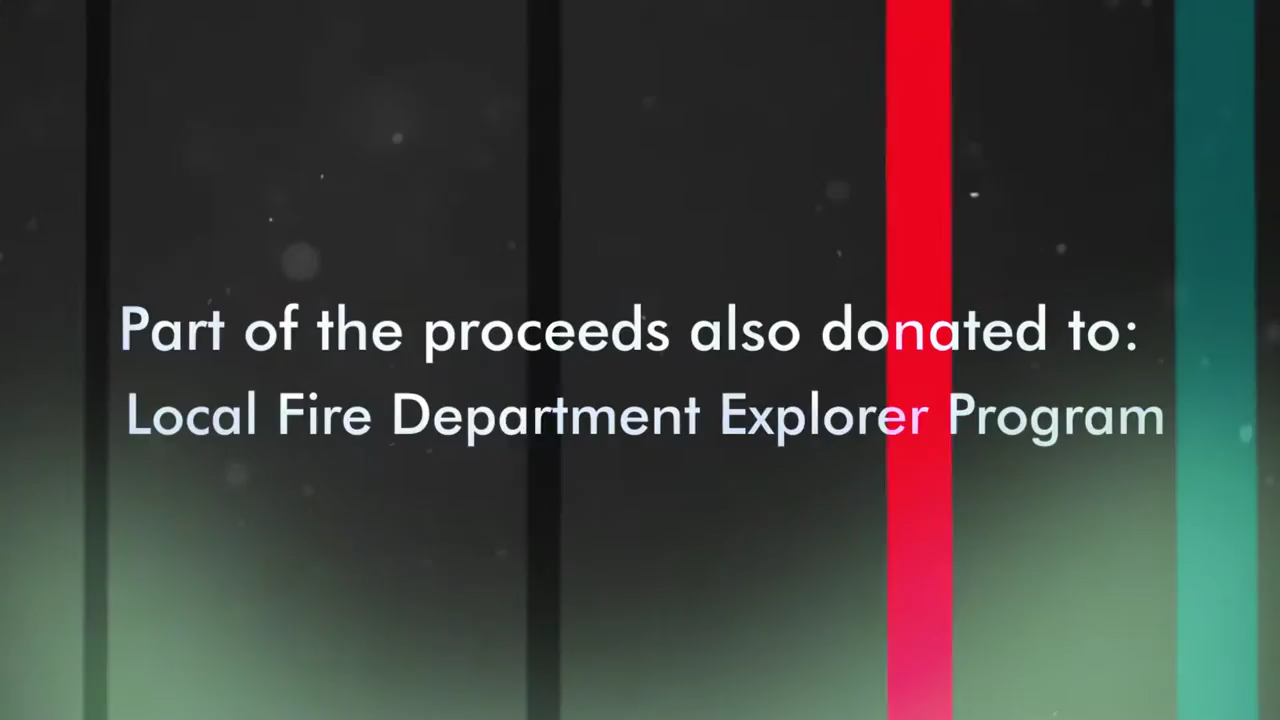 Part of the proceeds also donated to:
Local Fire Department Explorer Program